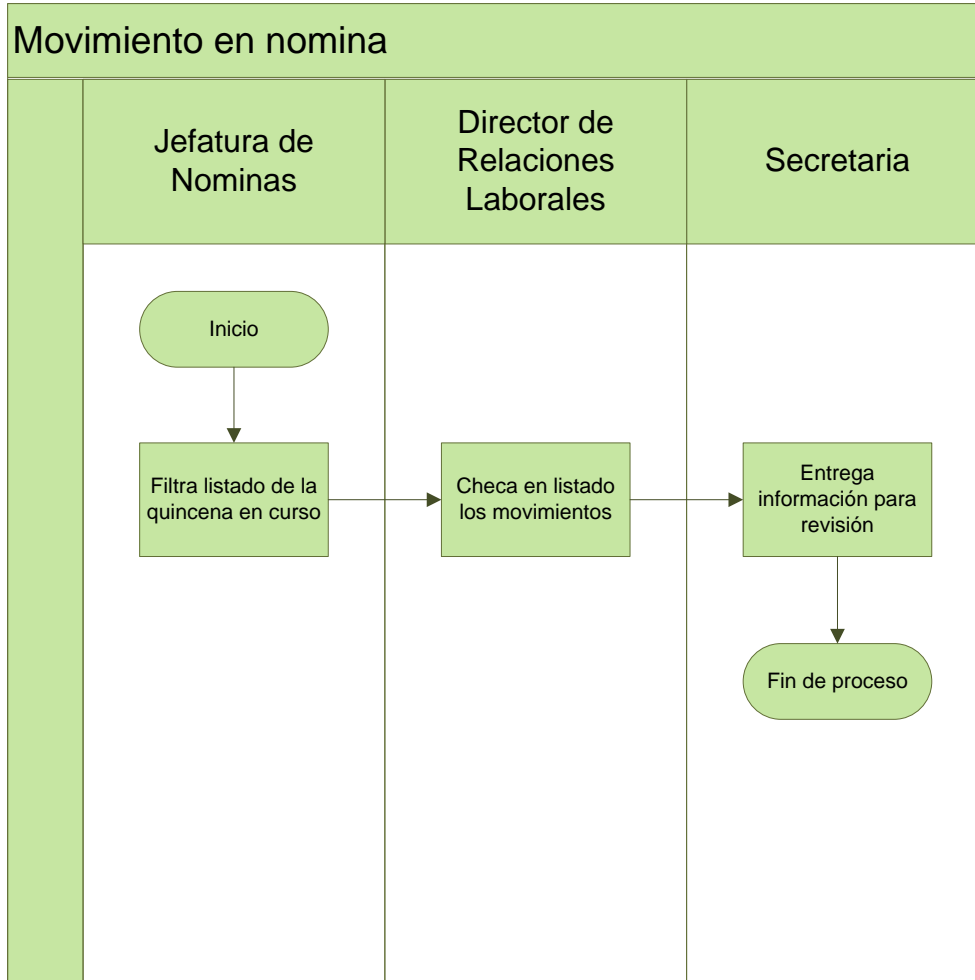 Movimiento en nomina
Jefatura de
Nominas
Director de
Relaciones
Laborales
Secretaria
Inicio
Filtra listado de la
quincena en curso
Checa en listado
los movimientos
Entrega
información para
revisión
Fin de proceso